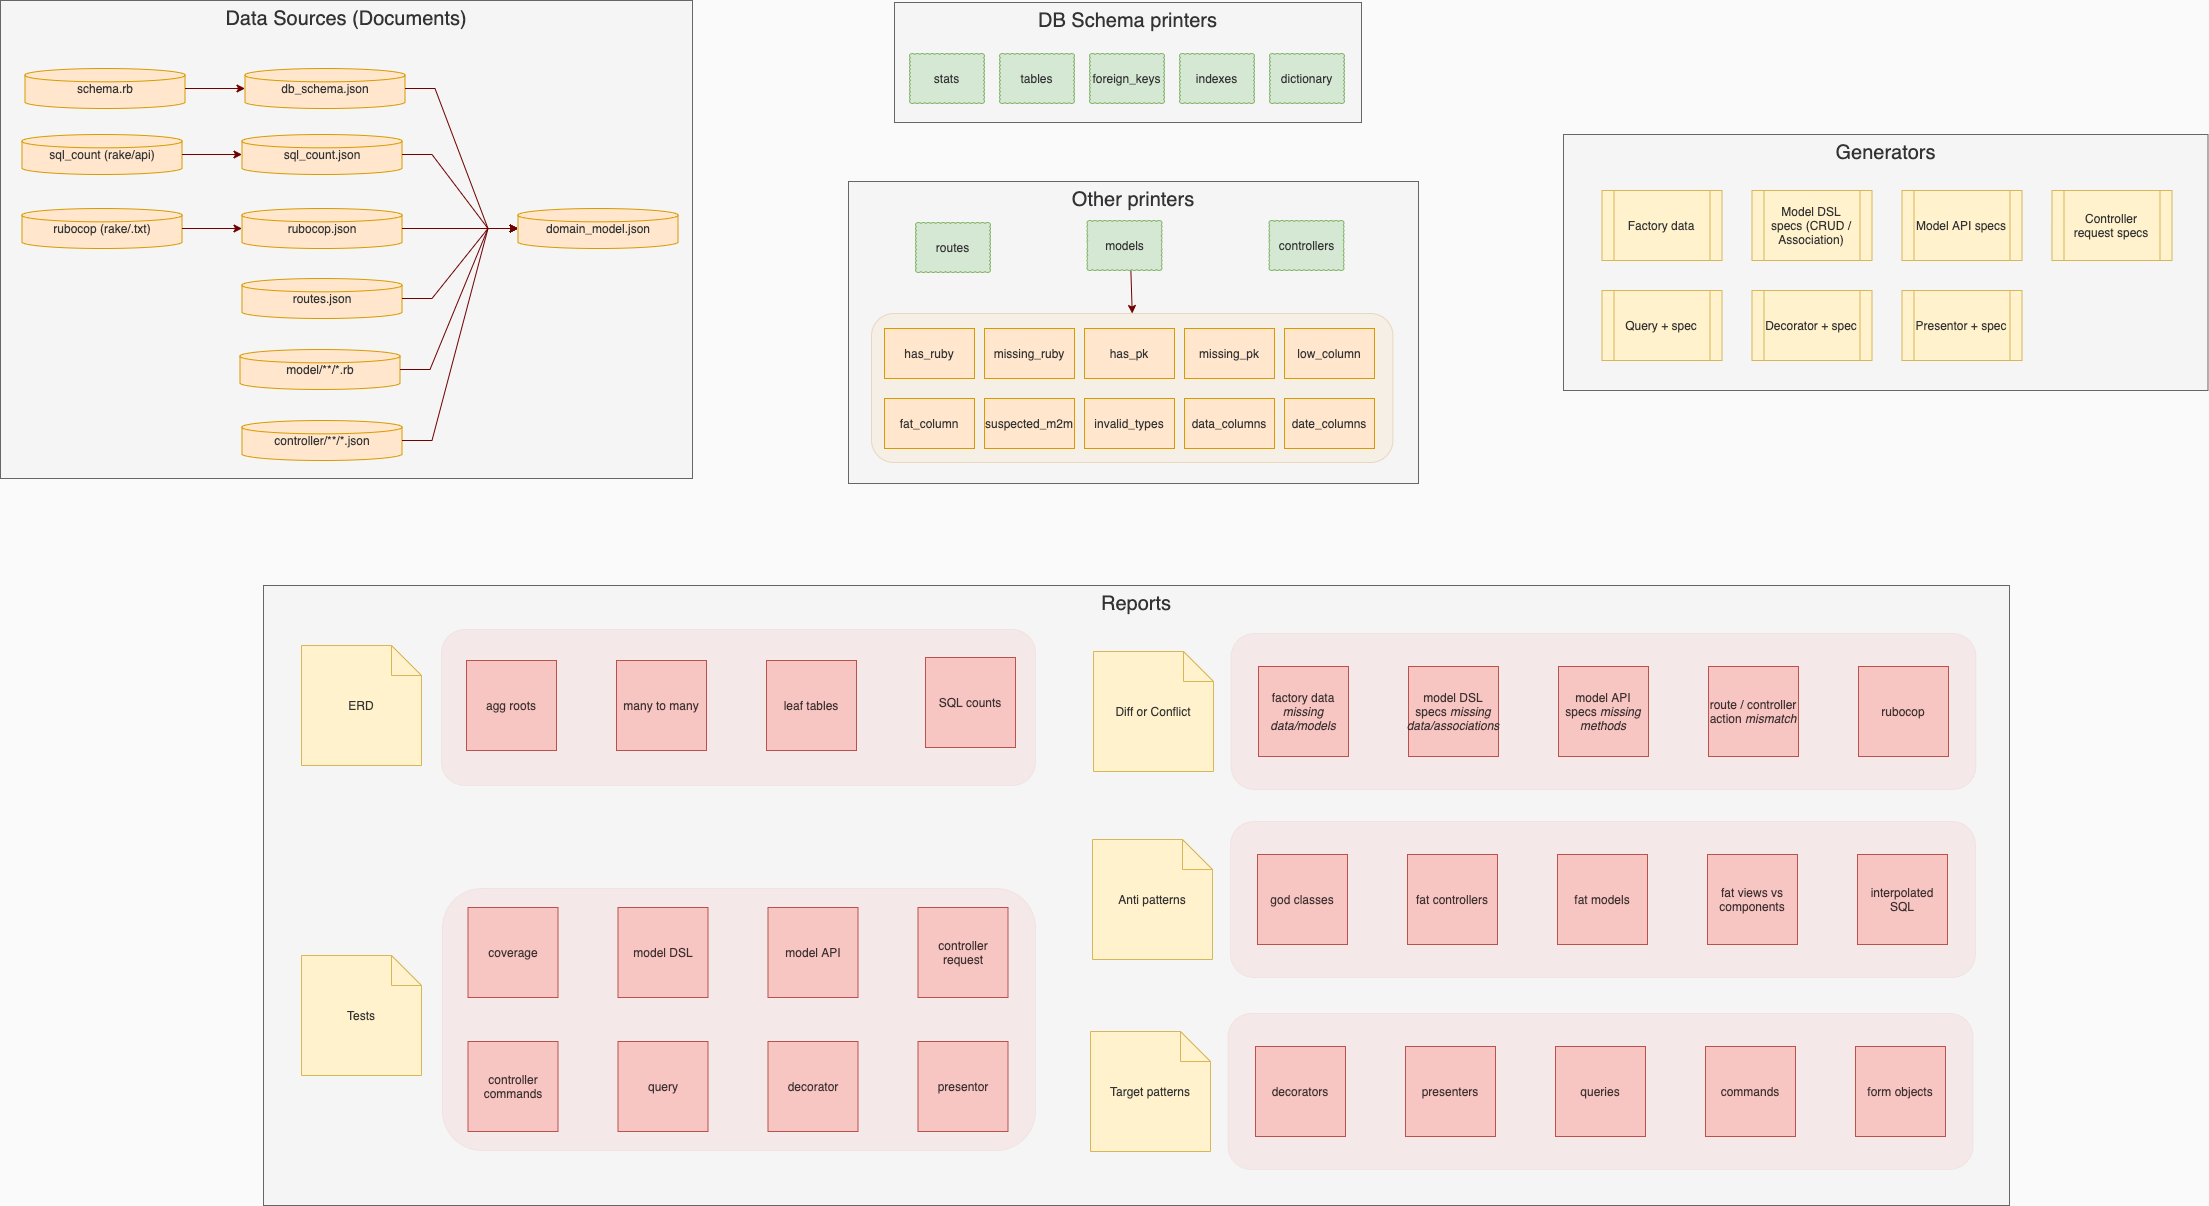 Data Sources (Documents)
schema.rb
db_schema.json
sql_count (rake/api)
sql_count.json
rubocop (rake/.txt)
rubocop.json
domain_model.json
routes.json
model/**/*.rb
controller/**/*.json
DB Schema printers
stats
tables
foreign_keys
indexes
dictionary
Other printers
routes
models
controllers
has_ruby
missing_ruby
has_pk
missing_pk
low_column
fat_column
suspected_m2m
invalid_types
data_columns
date_columns
Generators
Factory data
Model DSL
specs (CRUD /
Association)
Model API specs
Controller
request specs
Query + spec
Decorator + spec
Presentor + spec
Reports
ERD
agg roots
many to many
leaf tables
SQL counts
Tests
coverage
model DSL
model API
controller
request
controller
commands
query
decorator
presentor
Diff or Conflict
factory data
missing
data/models
model DSL
specs missing
data/associations
model API
specs missing
methods
route / controller
action mismatch
rubocop
Anti patterns
god classes
fat controllers
fat models
fat views vs
components
interpolated
SQL
Target patterns
decorators
presenters
queries
commands
form objects